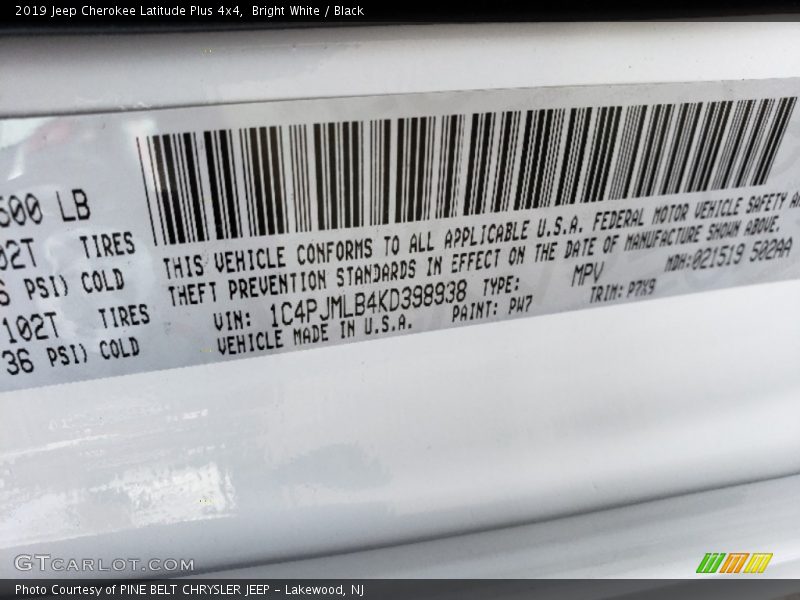 2019 Jeep Cherokee Latitude Plus 4x4,  Bright White / Black
500 LB
02T TIRES
6 PSI) COLD
102T TIRES
36 PSI) COLD
THIS VEHICLE CONFORMS TO ALL APPLICABLE U.S.A. FEDERAL MOTOR VEHICLE SAFETY A
THEFT PREVENTION STANDARDS IN EFFECT ON THE DATE OF MANUFACTURE SHOWN ABOVE.
VIN: 1C4PJMLB4KD398938 TYPE: MPV MDH:021519 502AA
VEHICLE MADE IN U.S.A. PAINT: PW7 TRIM: P7X9
GTCARLOT.COM
Photo Courtesy of PINE BELT CHRYSLER JEEP - Lakewood, NJ